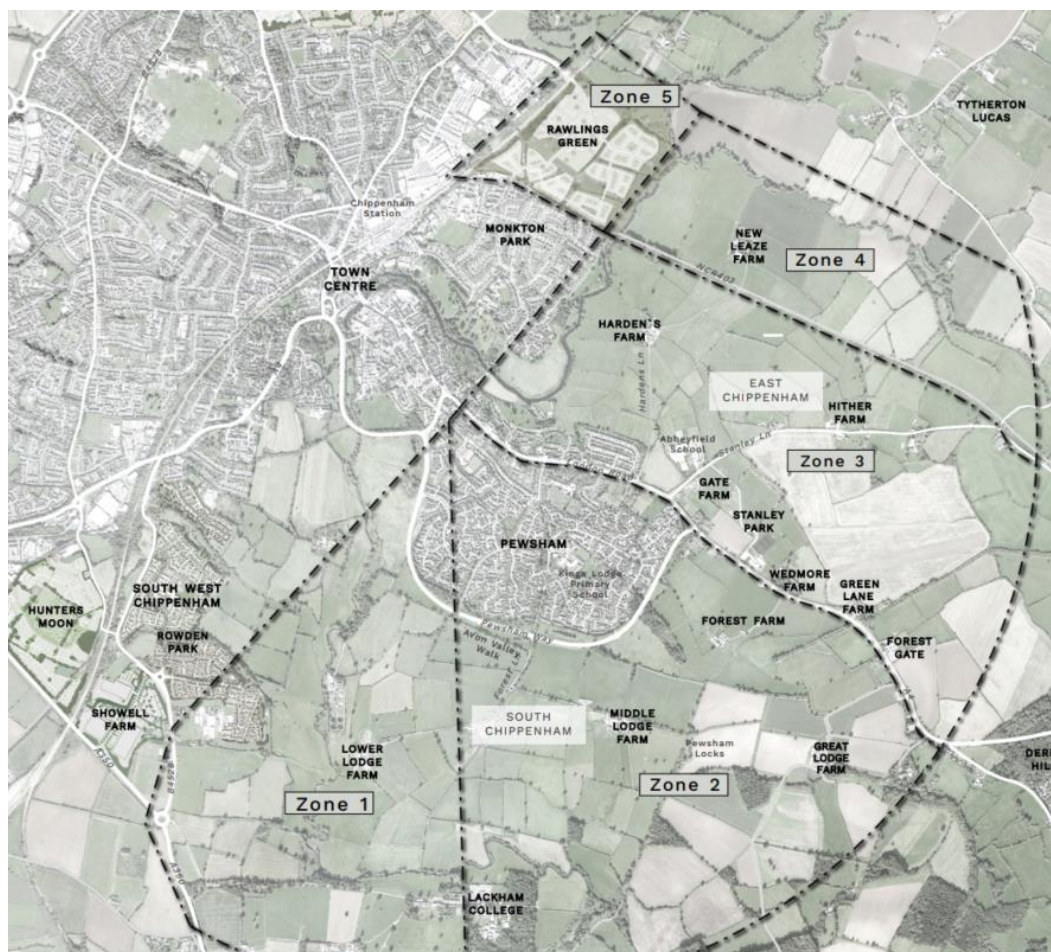 Zone 5
RAWLINGS
GREEN
TYTHERTON
LUCAS
Chippenham
Station
MONKTON
PARK
NEW
LEAZE
FARM
Zone 4
NCN403
TOWN
CENTRE
HARDEN'S
FARM
Hardens Ln
EAST
CHIPPENHAM
HITHER
FARM
Abbeyfield
School
Stanley Ln
Zone 3
GATE
FARM
STANLEY
PARK
PEWSHAM
Kings Lodge
Primary
School
WEDMORE
FARM
GREEN
LANE
FARM
SOUTH WEST
CHIPPENHAM
HUNTERS
MOON
ROWDEN
PARK
FOREST FARM
FOREST
GATE
Pewsham Way
Avon Valley
Walk
SHOWELL
FARM
SOUTH
CHIPPENHAM
MIDDLE
LODGE
FARM
Pewsham
Locks
GREAT
LODGE
FARM
LOWER
LODGE
FARM
A350
B4528
Zone 1
Zone 2
A350
LACKHAM
COLLEGE